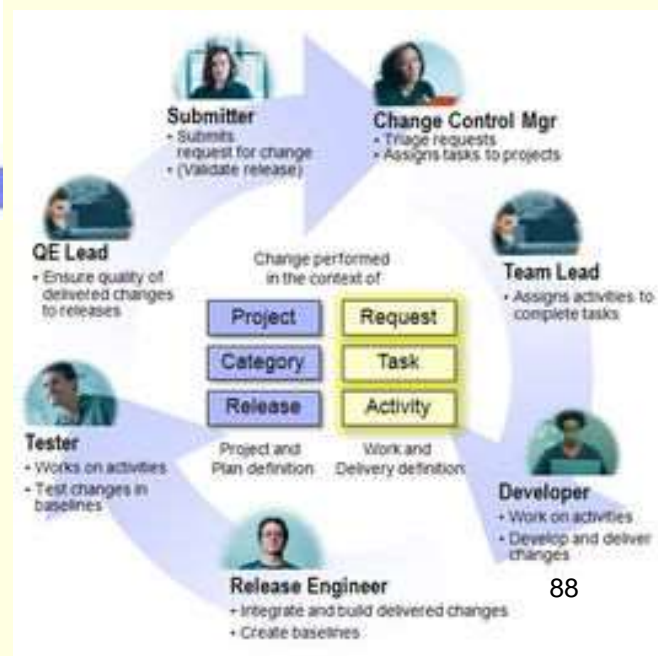 Submitter
• Submits
request for change
• (Validate release)
Change Control Mgr
• Triage requests
• Assigns tasks to projects
QE Lead
• Ensure quality of
delivered changes
to releases
Change performed
in the context of
Team Lead
• Assigns activities to
complete tasks
Project
Request
Category
Task
Release
Activity
Project and
Plan definition
Work and
Delivery definition
Tester
• Works on activities
• Test changes in
baselines
Developer
• Work on activities
• Develop and deliver
changes
Release Engineer
• Integrate and build delivered changes
• Create baselines
88